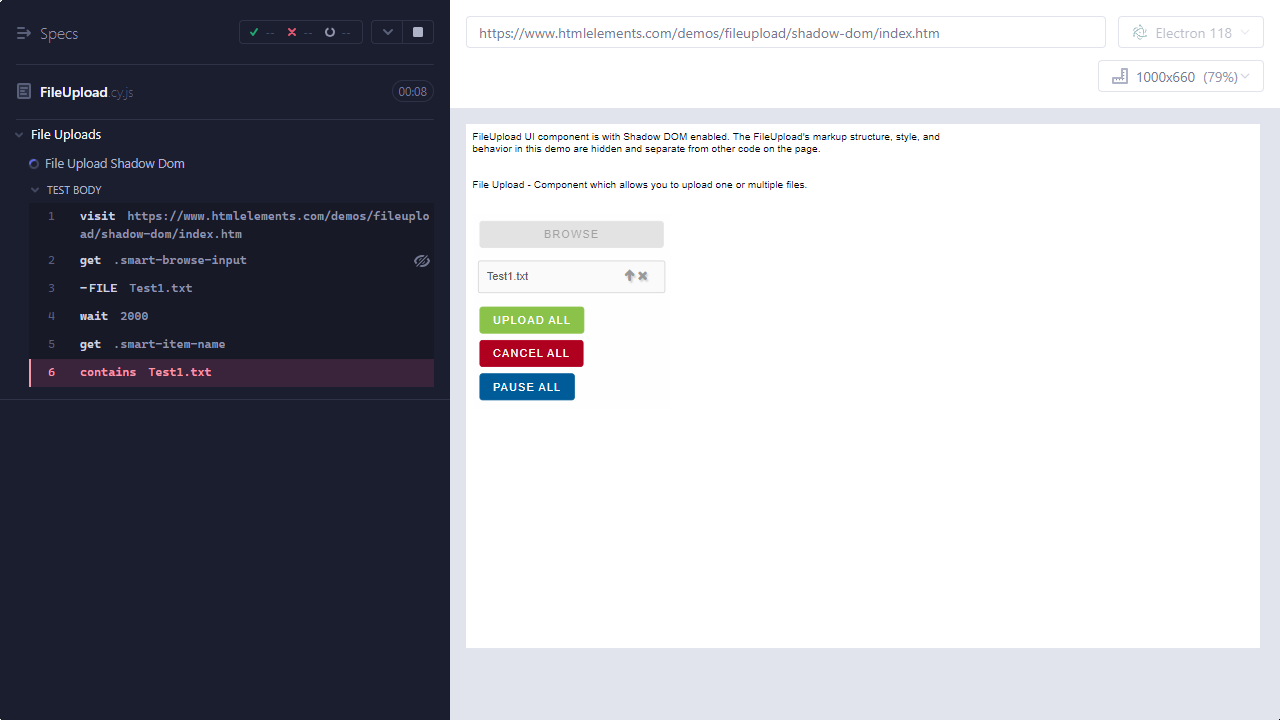 Specs
--
--
--
https://www.htmlelements.com/demos/fileupload/shadow-dom/index.htm
Electron 118
1000x660 (79%)
FileUpload.cy.js
00:08
File Uploads
File Upload Shadow Dom
TEST BODY
1 visit https://www.htmlelements.com/demos/fileuplo
ad/shadow-dom/index.htm
2 get .smart-browse-input
3 -FILE Test1.txt
4 wait 2000
5 get .smart-item-name
6 contains Test1.txt
FileUpload UI component is with Shadow DOM enabled. The FileUpload's markup structure, style, and
behavior in this demo are hidden and separate from other code on the page.
File Upload - Component which allows you to upload one or multiple files.
BROWSE
Test1.txt
UPLOAD ALL
CANCEL ALL
PAUSE ALL